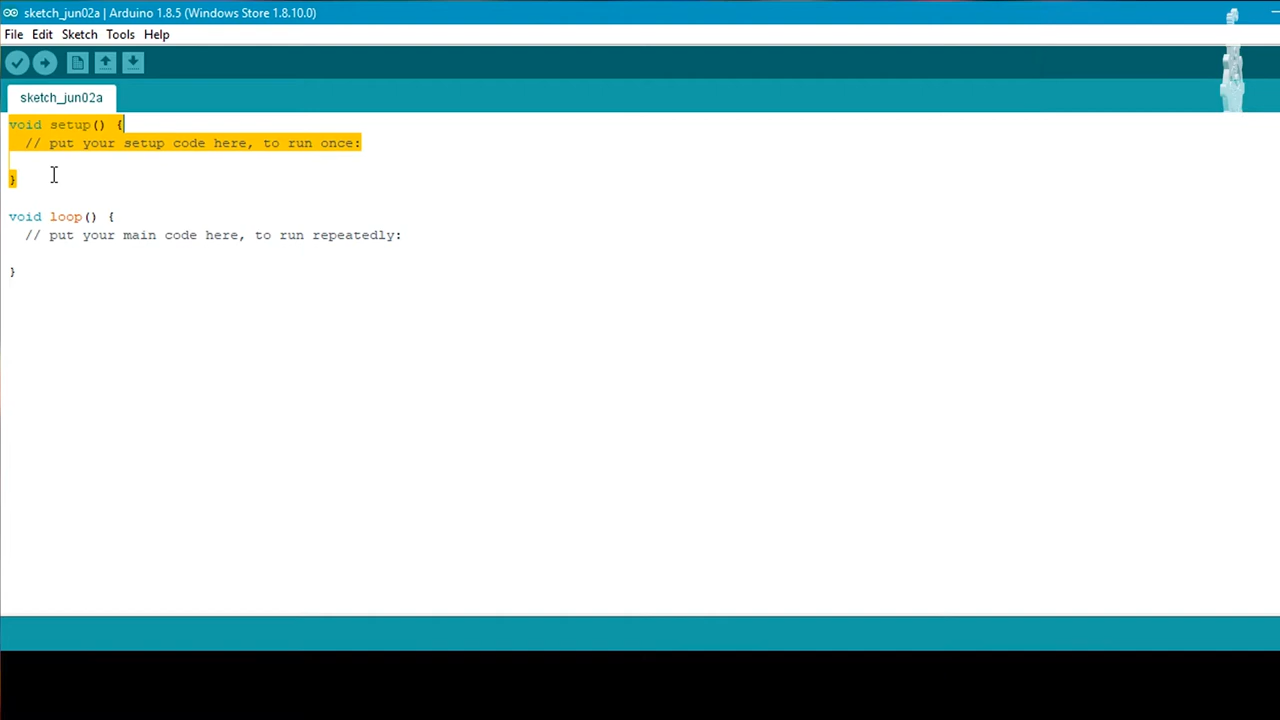 sketch_jun02a | Arduino 1.8.5 (Windows Store 1.8.10.0)
File Edit Sketch Tools Help
sketch_jun02a
void setup() {
// put your setup code here, to run once:
}
void loop() {
// put your main code here, to run repeatedly:
}